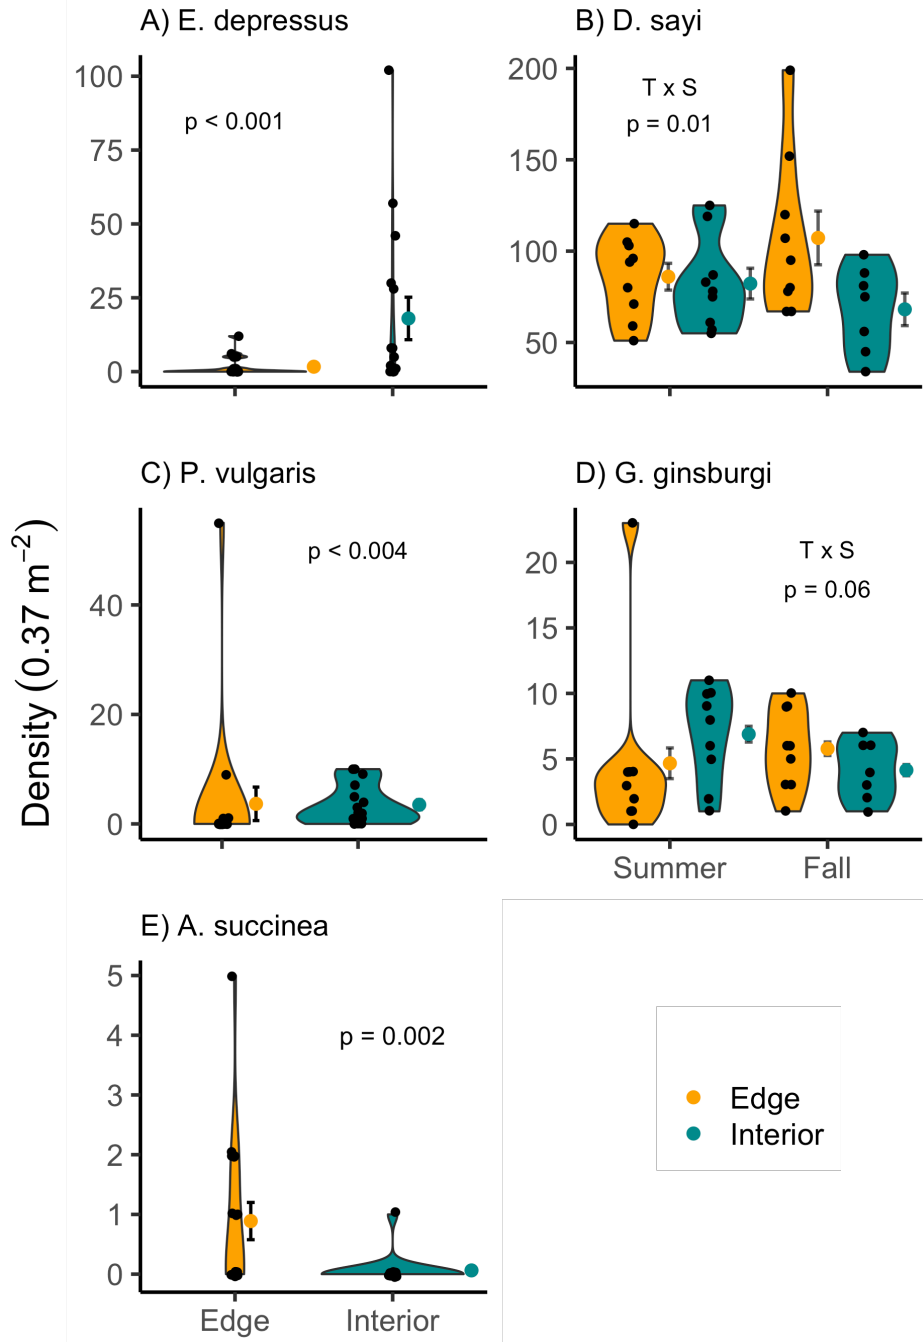 A) E. depressus
100
75
50
25
0
p < 0.001
B) D. sayi
200
150
100
50
T x S
p = 0.01
Density (0.37 m⁻²)
C) P. vulgaris
40
20
0
p < 0.004
D) G. ginsburgi
20
15
10
5
0
T x S
p = 0.06
Summer Fall
E) A. succinea
5
4
3
2
1
0
p = 0.002
Edge Interior
Edge
Interior